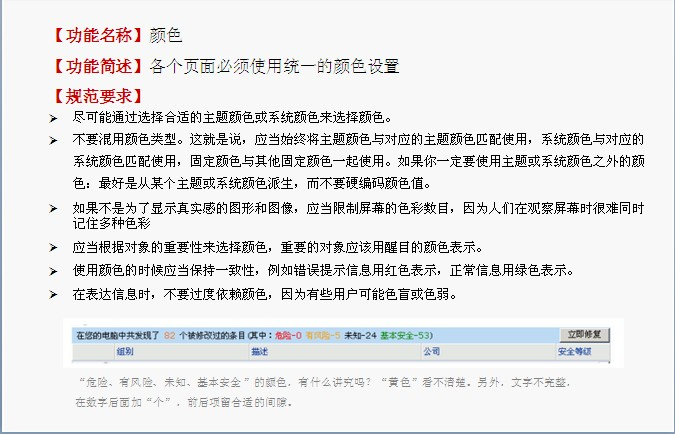 【功能名称】颜色
【功能简述】各个页面必须使用统一的颜色设置
【规范要求】
➢ 尽可能通过选择合适的主题颜色或系统颜色来选择颜色。
➢ 不要混用颜色类型。这就是说，应当始终将主题颜色与对应的主题颜色匹配使用，系统颜色与对应的
系统颜色匹配使用，固定颜色与其他固定颜色一起使用。如果你一定要使用主题或系统颜色之外的颜
色：最好是从某个主题或系统颜色派生，而不要硬编码颜色值。
➢ 如果不是为了显示真实感的图形和图像，应当限制屏幕的色彩数目，因为人们在观察屏幕时很难同时
记住多种色彩
➢ 应当根据对象的重要性来选择颜色，重要的对象应该用醒目的颜色表示。
➢ 使用颜色的时候应当保持一致性，例如错误提示信息用红色表示，正常信息用绿色表示。
➢ 在表达信息时，不要过度依赖颜色，因为有些用户可能色盲或色弱。
在您的电脑中共发现了 82 个被修改过的条目(其中：危险-0 有风险-5 未知-24 基本安全-53) 立即修复
组别 描述 公司 安全等级
“危险、有风险、未知、基本安全”的颜色，有什么讲究吗？“黄色”看不清楚。另外，文字不完整，
在数字后面加“个”，前后项留合适的间隙。